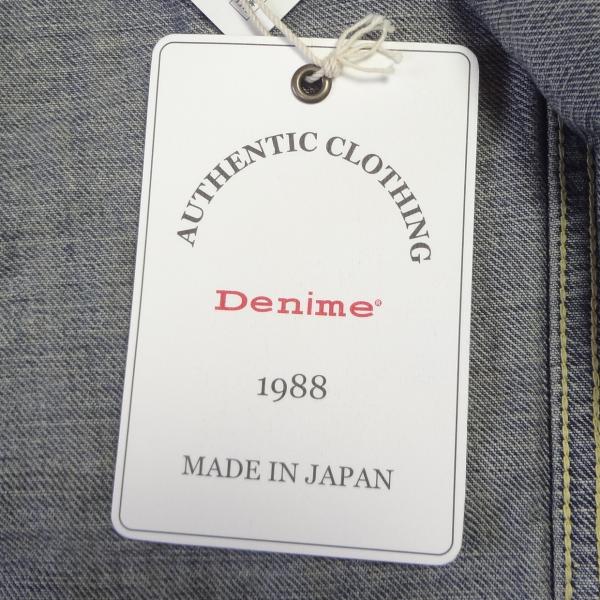 AUTHENTIC CLOTHING
Denime®
1988
MADE IN JAPAN